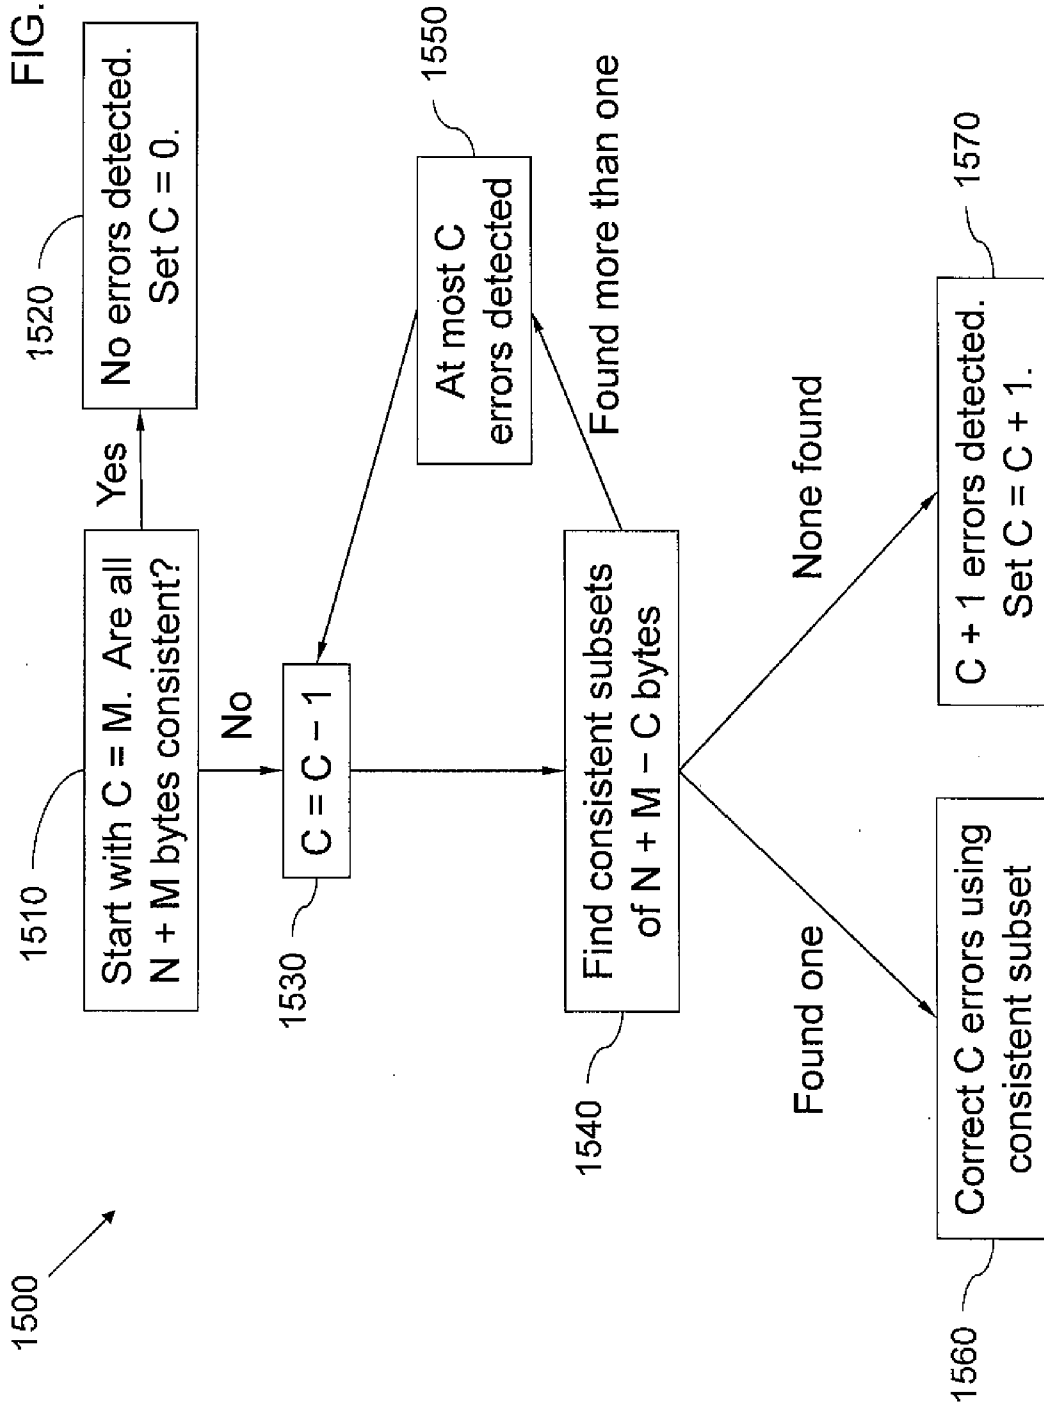 FIG.
1500
1510
Start with C = M. Are all
N + M bytes consistent?
Yes
1520
No errors detected.
Set C = 0.
No
1530
C = C – 1
1550
At most C
errors detected
1540
Find consistent subsets
of N + M – C bytes
Found more than one
Found one
None found
1560
Correct C errors using
consistent subset
1570
C + 1 errors detected.
Set C = C + 1.